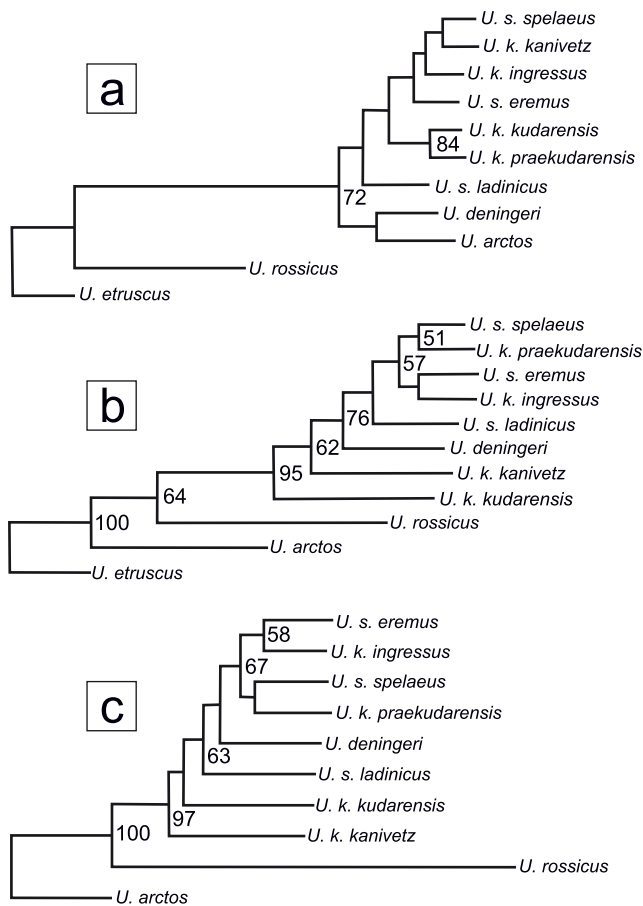 U. s. spelaeus
U. k. kanivetz
a
U. k. ingressus
U. s. eremus
U. k. kudarensis
84
U. k. praekudarensis
U. s. ladinicus
72
U. deningeri
U. arctos
U. rossicus
U. etruscus
U. s. spelaeus
51
U. k. praekudarensis
57
U. s. eremus
b
U. k. ingressus
76
U. s. ladinicus
62
U. deningeri
95
U. k. kanivetz
64
U. k. kudarensis
100
U. rossicus
U. arctos
U. etruscus
U. s. eremus
58
U. k. ingressus
67
U. s. spelaeus
c
U. k. praekudarensis
U. deningeri
63
U. s. ladinicus
U. k. kudarensis
97
100
U. k. kanivetz
U. rossicus
U. arctos